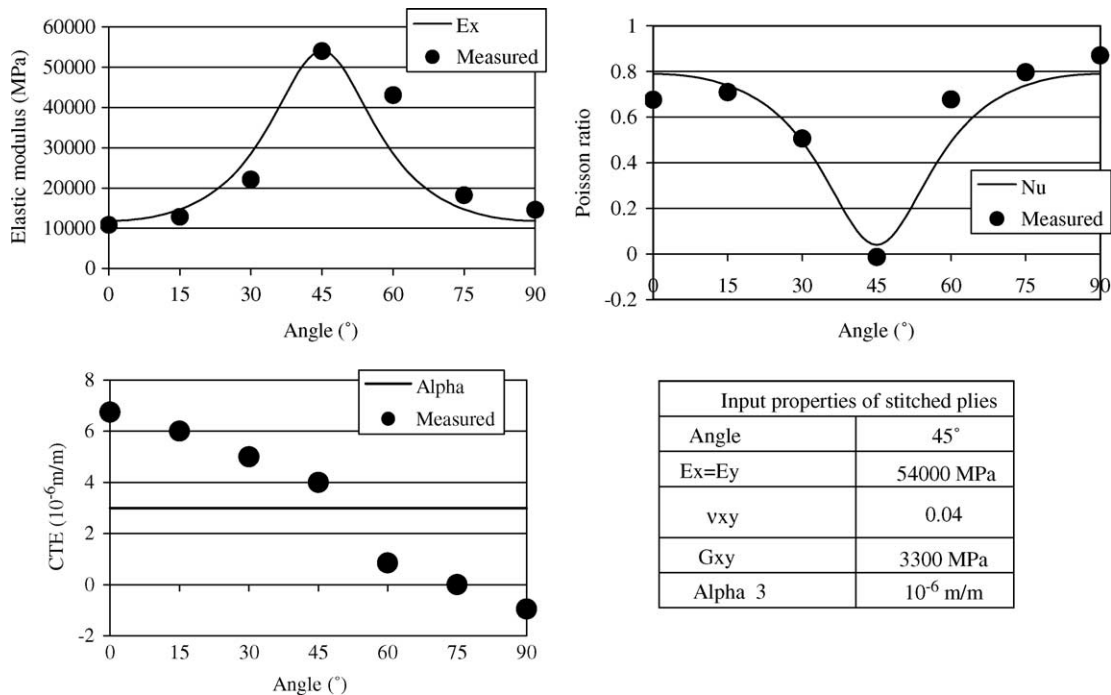 60000
50000
40000
30000
20000
10000
0
Elastic modulus (MPa)
Ex
Measured
0 15 30 45 60 75 90
Angle (˚)
1
0.8
0.6
0.4
0.2
0
-0.2
Poisson ratio
Nu
Measured
0 15 30 45 60 75 90
Angle (˚)
8
6
4
2
0
-2
CTE (10⁻⁶m/m)
Alpha
Measured
0 15 30 45 60 75 90
Angle (˚)
Input properties of stitched plies
Angle 45˚
Ex=Ey 54000 MPa
νxy 0.04
Gxy 3300 MPa
Alpha 3 10⁻⁶ m/m